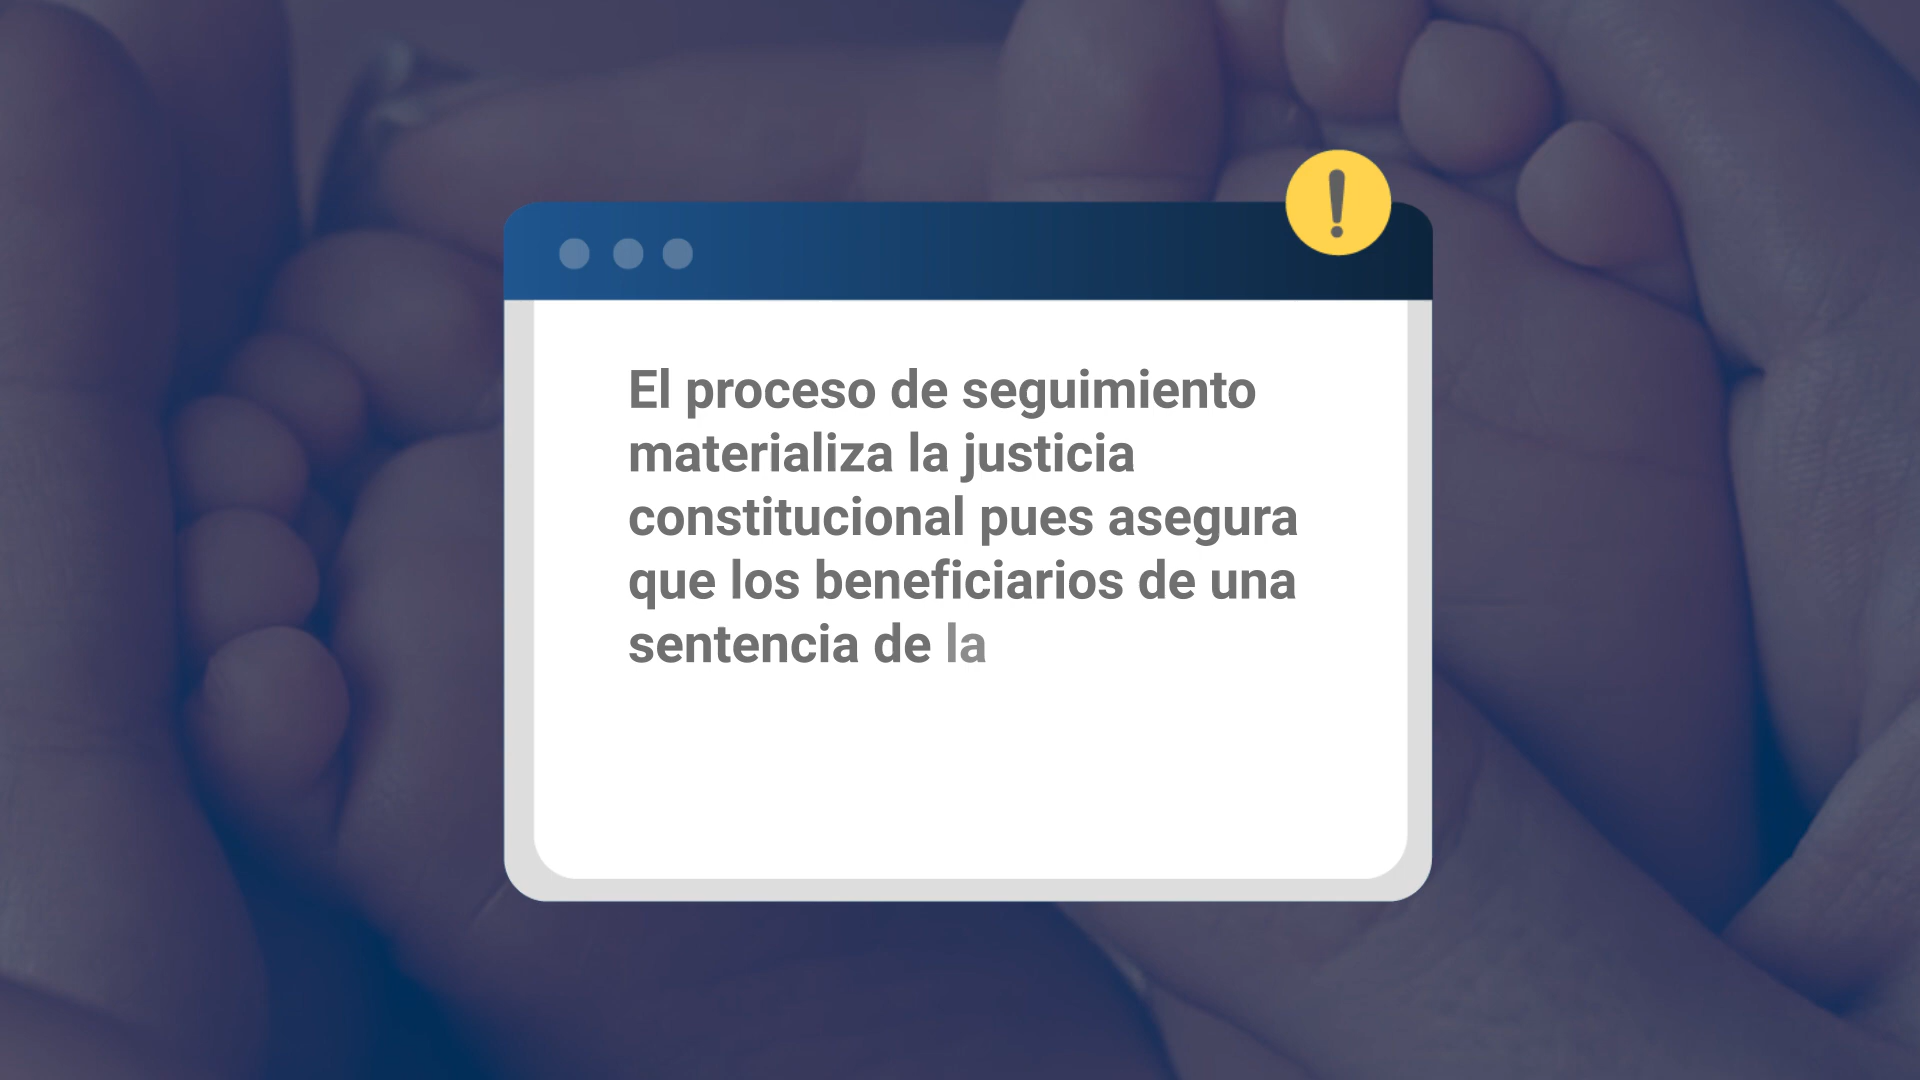 El proceso de seguimiento
materializa la justicia
constitucional pues asegura
que los beneficiarios de una
sentencia de la